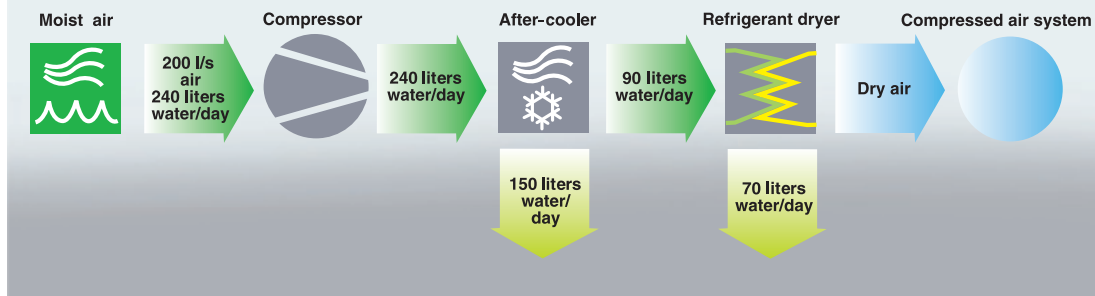 Moist air
Compressor
After-cooler
Refrigerant dryer
Compressed air system
200 l/s
air
240 liters
water/day
240 liters
water/day
90 liters
water/day
Dry air
150 liters
water/
day
70 liters
water/day